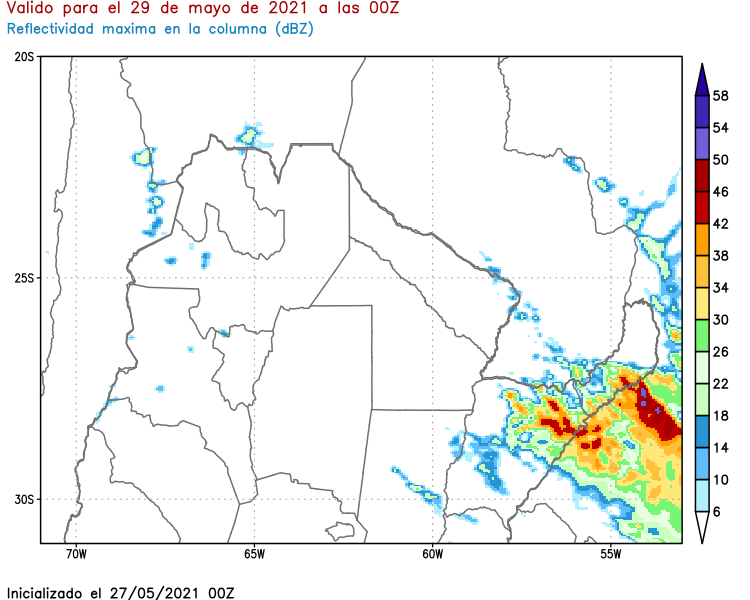 Valido para el 29 de mayo de 2021 a las 00Z
Reflectividad maxima en la columna (dBZ)
20S
25S
30S
70W
65W
60W
55W
58
54
50
46
42
38
34
30
26
22
18
14
10
6
Inicializado el 27/05/2021 00Z